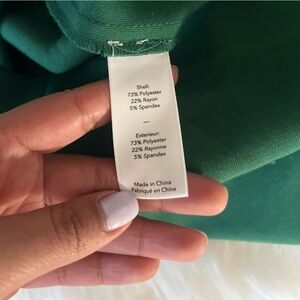 Shell:
73% Polyester
22% Rayon
5% Spandex
—
Exterieur:
73% Polyester
22% Rayonne
5% Spandex
Made in China
Fabriqué en Chine